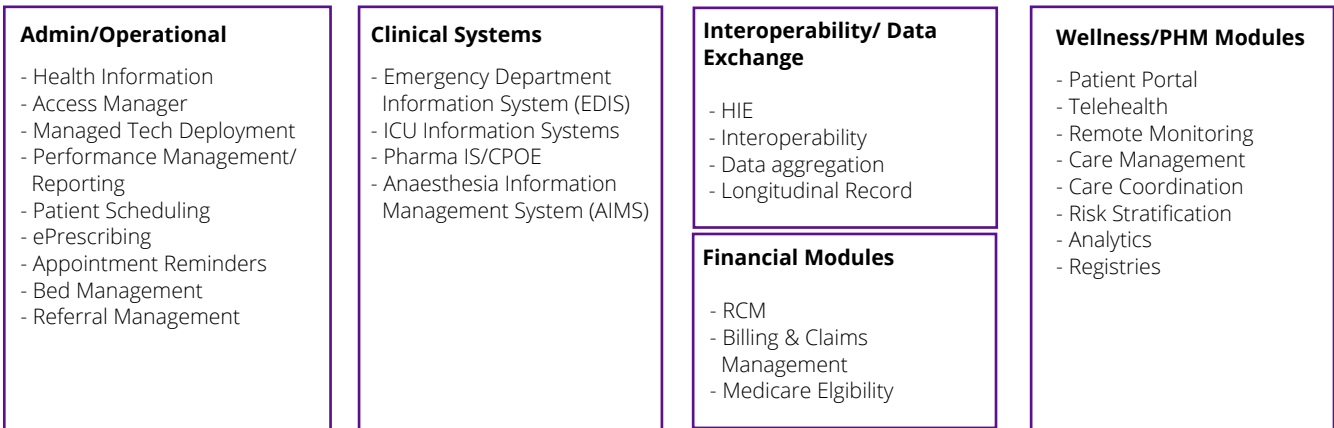 Admin/Operational
- Health Information
- Access Manager
- Managed Tech Deployment
- Performance Management/
Reporting
- Patient Scheduling
- ePrescribing
- Appointment Reminders
- Bed Management
- Referral Management
Clinical Systems
- Emergency Department
Information System (EDIS)
- ICU Information Systems
- Pharma IS/CPOE
- Anaesthesia Information
Management System (AIMS)
Interoperability/ Data
Exchange
- HIE
- Interoperability
- Data aggregation
- Longitudinal Record
Financial Modules
- RCM
- Billing & Claims
Management
- Medicare Elgibility
Wellness/PHM Modules
- Patient Portal
- Telehealth
- Remote Monitoring
- Care Management
- Care Coordination
- Risk Stratification
- Analytics
- Registries